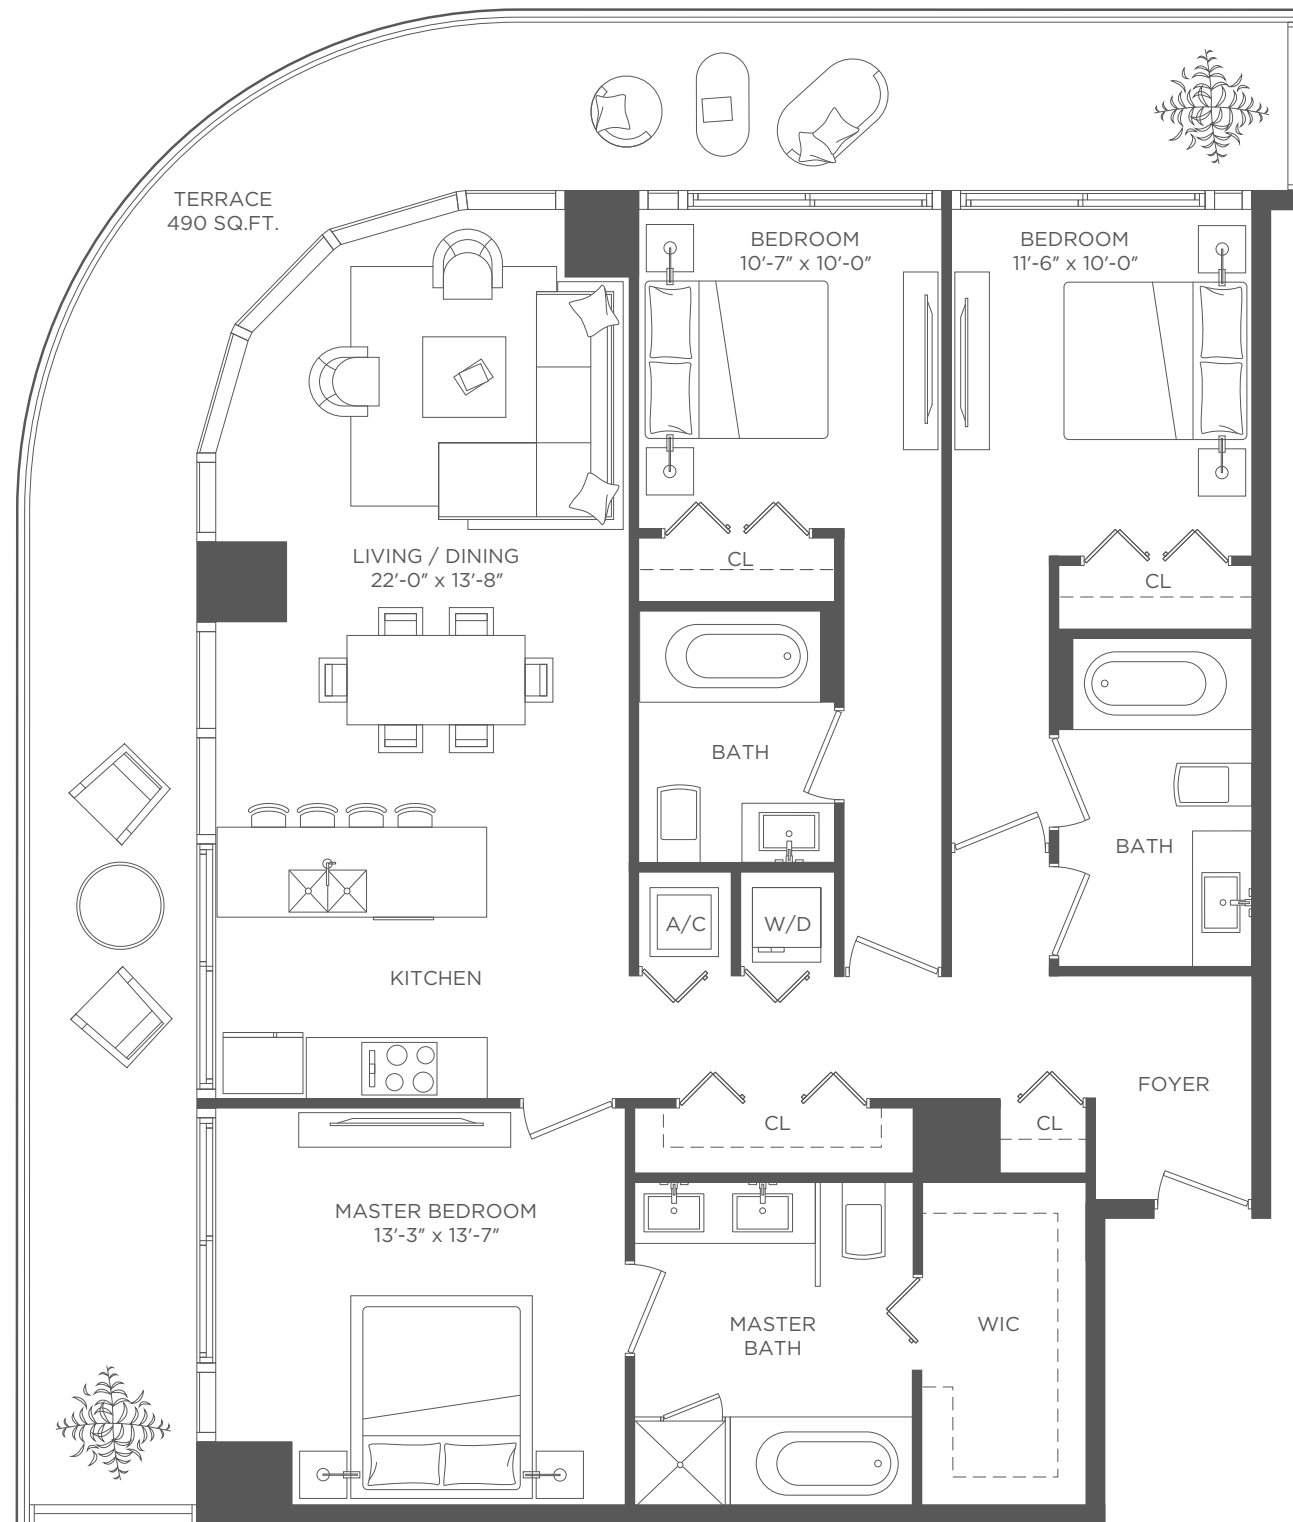 TERRACE
490 SQ.FT.
BEDROOM
10'-7" x 10'-0"
BEDROOM
11'-6" x 10'-0"
LIVING / DINING
22'-0" x 13'-8"
CL
CL
BATH
BATH
A/C
W/D
KITCHEN
FOYER
CL
CL
MASTER BEDROOM
13'-3" x 13'-7"
MASTER
BATH
WIC